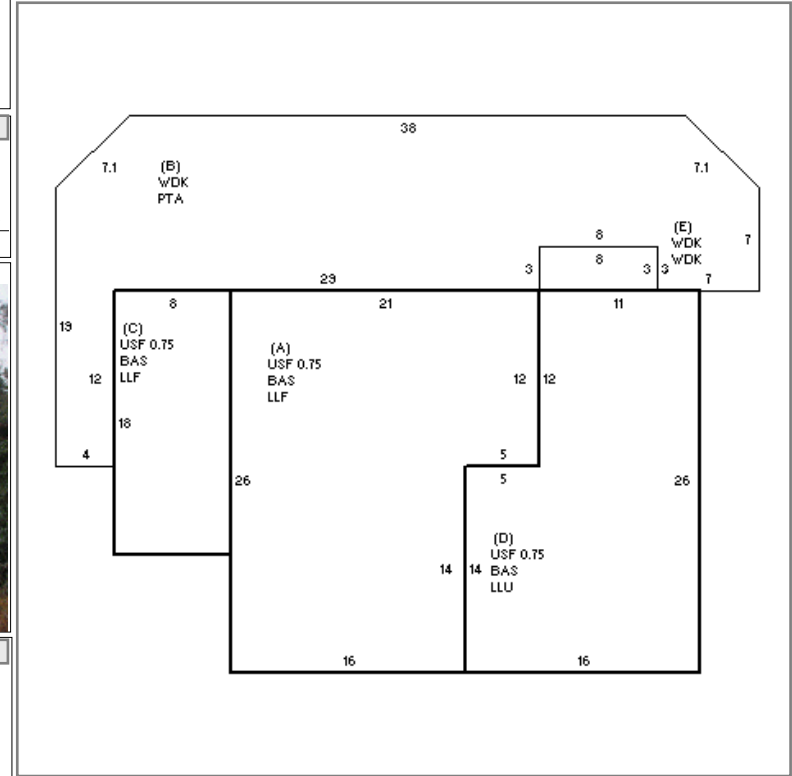 38
7.1
(B)
WDK
PTA
7.1
(E)
WDK
WDK
7
8
8
3
3
3
7
29
8
21
11
19
(C)
USF 0.75
BAS
LLF
(A)
USF 0.75
BAS
LLF
12
12
12
18
4
5
5
26
26
(D)
USF 0.75
BAS
LLU
14
14
16
16